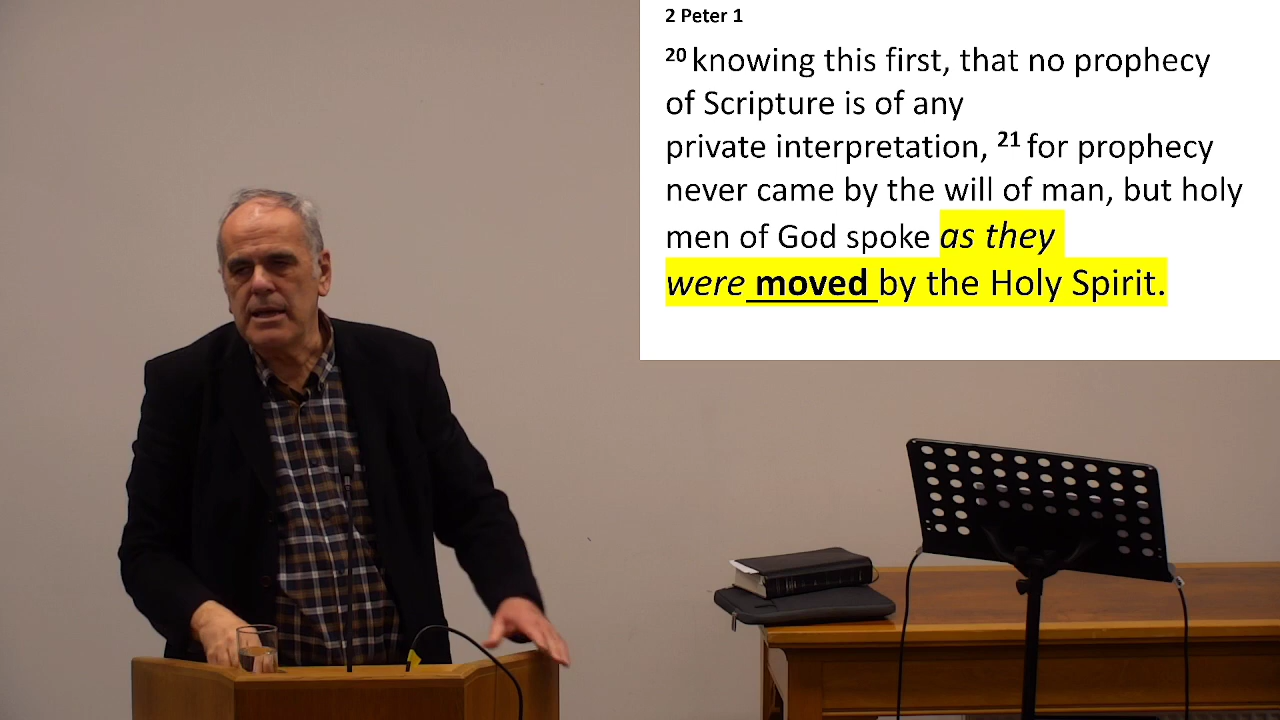 2 Peter 1
20 knowing this first, that no prophecy
of Scripture is of any
private interpretation, 21 for prophecy
never came by the will of man, but holy
men of God spoke as they
were moved by the Holy Spirit.